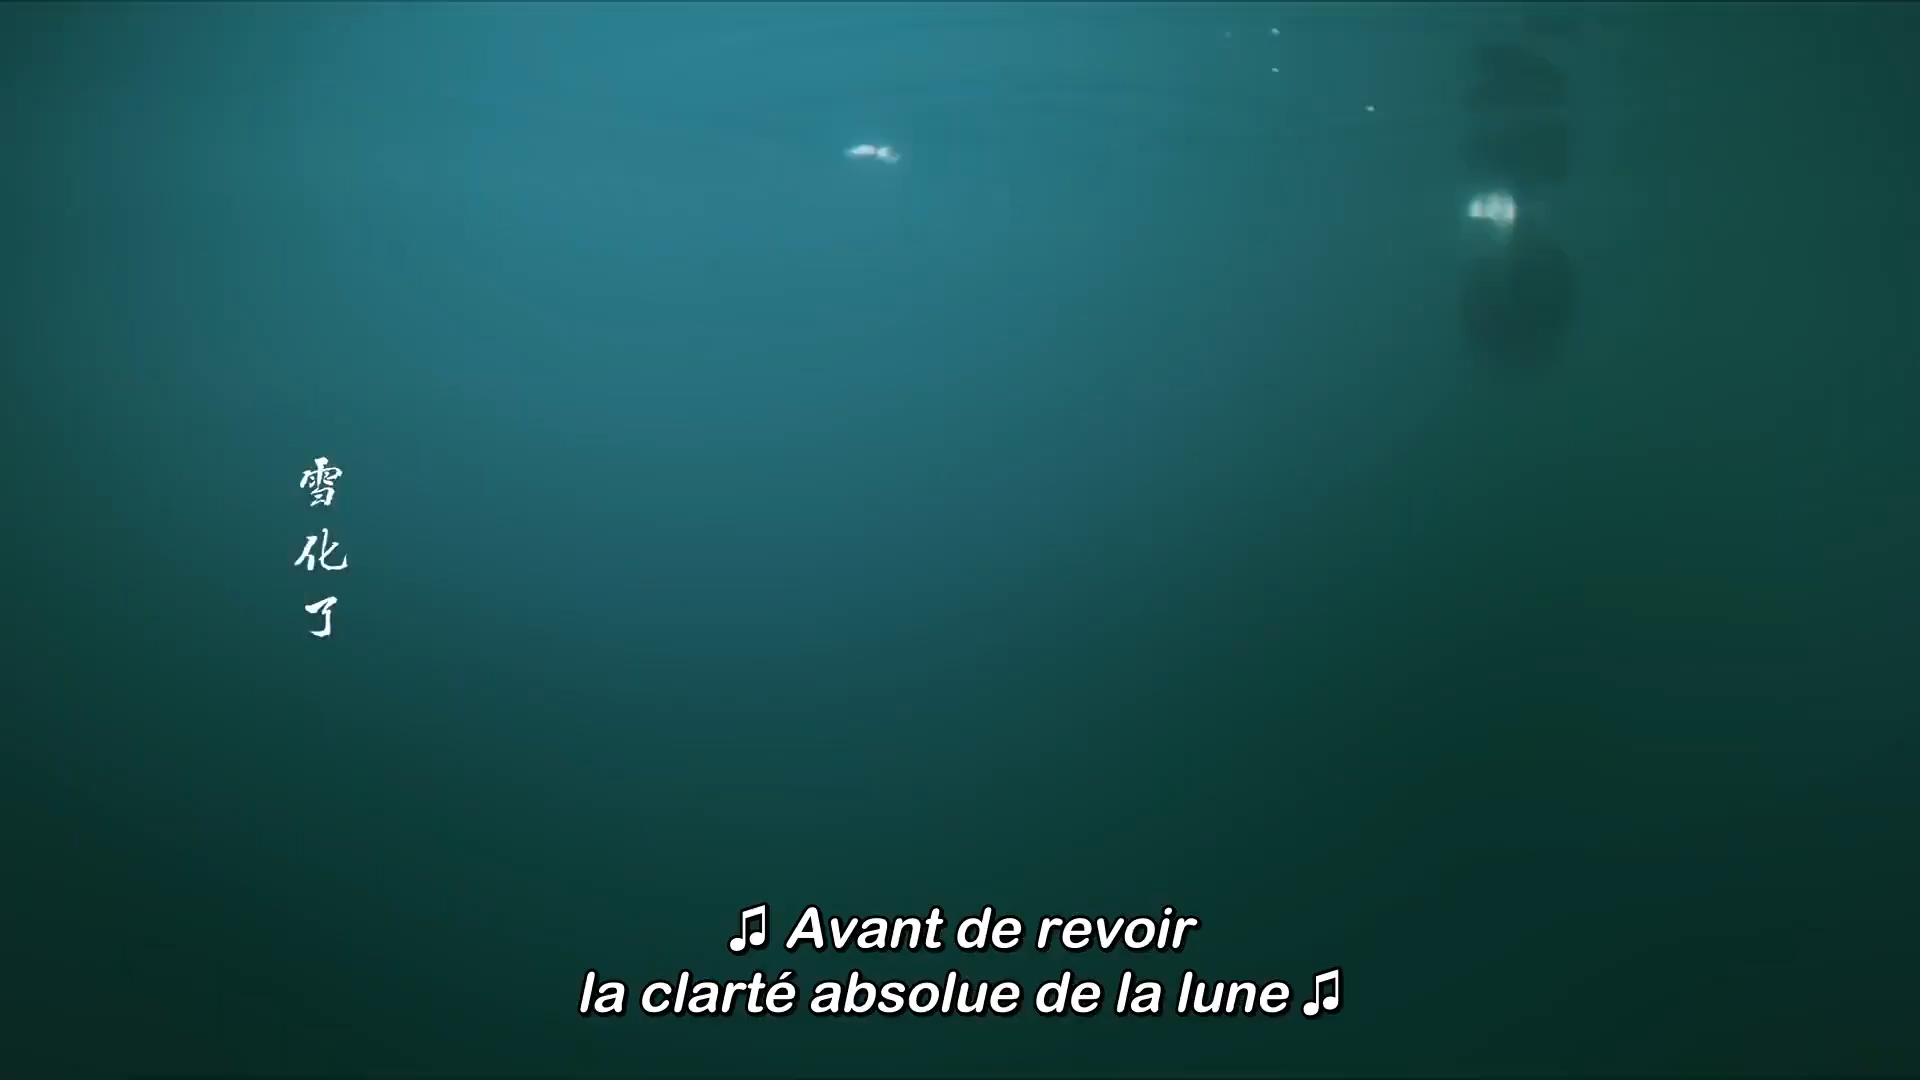 雪化了
♫ Avant de revoir
la clarté absolue de la lune ♫